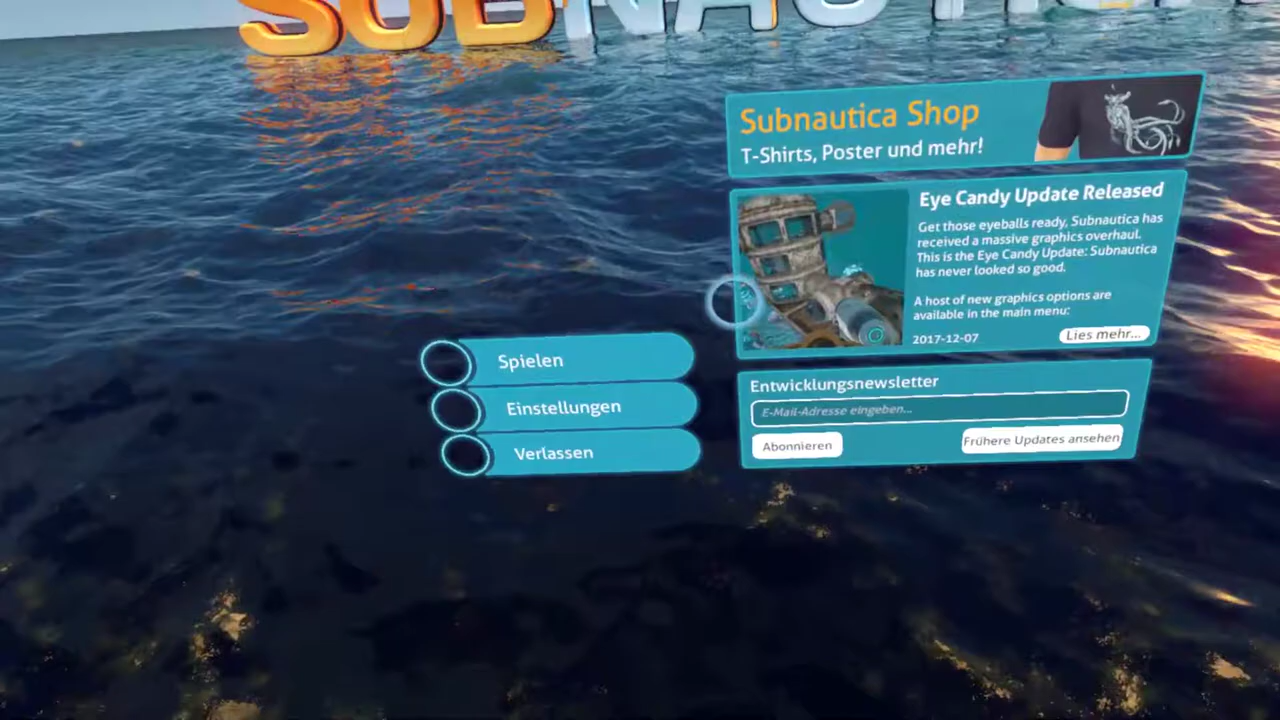 SUBNAUTICA
Subnautica Shop
T-Shirts, Poster und mehr!
Eye Candy Update Released
Get those eyeballs ready, Subnautica has
received a massive graphics overhaul.
This is the Eye Candy Update: Subnautica
has never looked so good.
A host of new graphics options are
available in the main menu:
2017-12-07
Lies mehr...
Spielen
Einstellungen
Verlassen
Entwicklungsnewsletter
E-Mail-Adresse eingeben...
Abonnieren
Frühere Updates ansehen